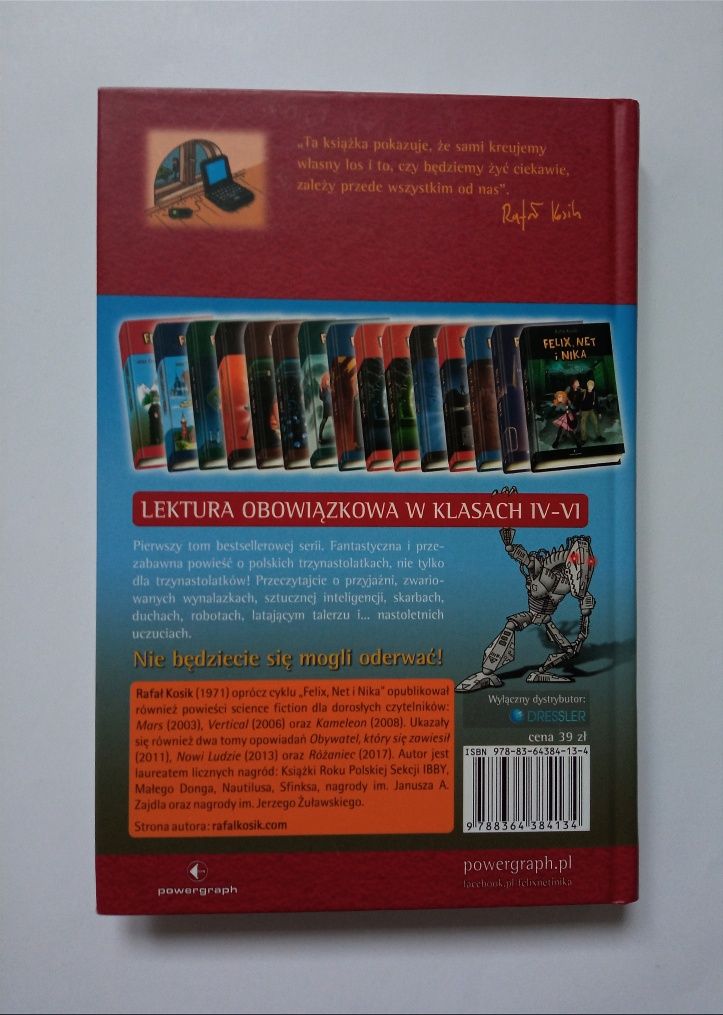 „Ta książka pokazuje, że sami kreujemy
własny los i to, czy będziemy żyć ciekawie,
zależy przede wszystkim od nas”.
Rafał Kosik
FELIX, NET
i NIKA
LEKTURA OBOWIĄZKOWA W KLASACH IV–VI
Pierwszy tom bestsellerowej serii. Fantastyczna i prze-
zabawna powieść o polskich trzynastolatkach, nie tylko
dla trzynastolatków! Przeczytajcie o przyjaźni, zwario-
wanych wynalazkach, sztucznej inteligencji, skarbach,
duchach, robotach, latającym talerzu i... nastoletnich
uczuciach.
Nie będziecie się mogli oderwać!
Rafał Kosik (1971) oprócz cyklu „Felix, Net i Nika” opublikował
również powieści science fiction dla dorosłych czytelników:
Mars (2003), Vertical (2006) oraz Kameleon (2008). Ukazały
się również dwa tomy opowiadań Obywatel, który się zawiesił
(2011), Nowi Ludzie (2013) oraz Różaniec (2017). Autor jest
laureatem licznych nagród: Książki Roku Polskiej Sekcji IBBY,
Małego Donga, Nautilusa, Sfinksa, nagrody im. Janusza A.
Zajdla oraz nagrody im. Jerzego Żuławskiego.
Strona autora: rafalkosik.com
Wyłączny dystrybutor:
DRESSLER
cena 39 zł
ISBN 978-83-64384-13-4
9 788364 384134
powergraph
powergraph.pl
facebook.pl/felixnetinika